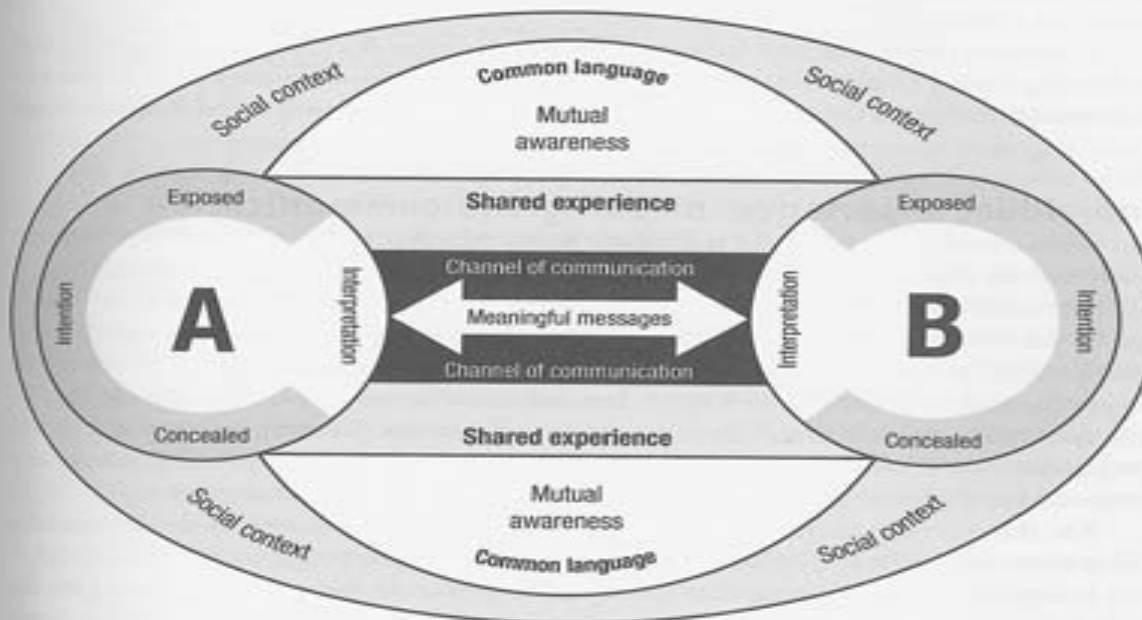 Social context
Common language
Social context
Mutual
awareness
Exposed
Shared experience
Exposed
Channel of communication
Intention
A
Interpretation
Meaningful messages
Interpretation
B
Intention
Channel of communication
Concealed
Shared experience
Concealed
Mutual
awareness
Social context
Common language
Social context